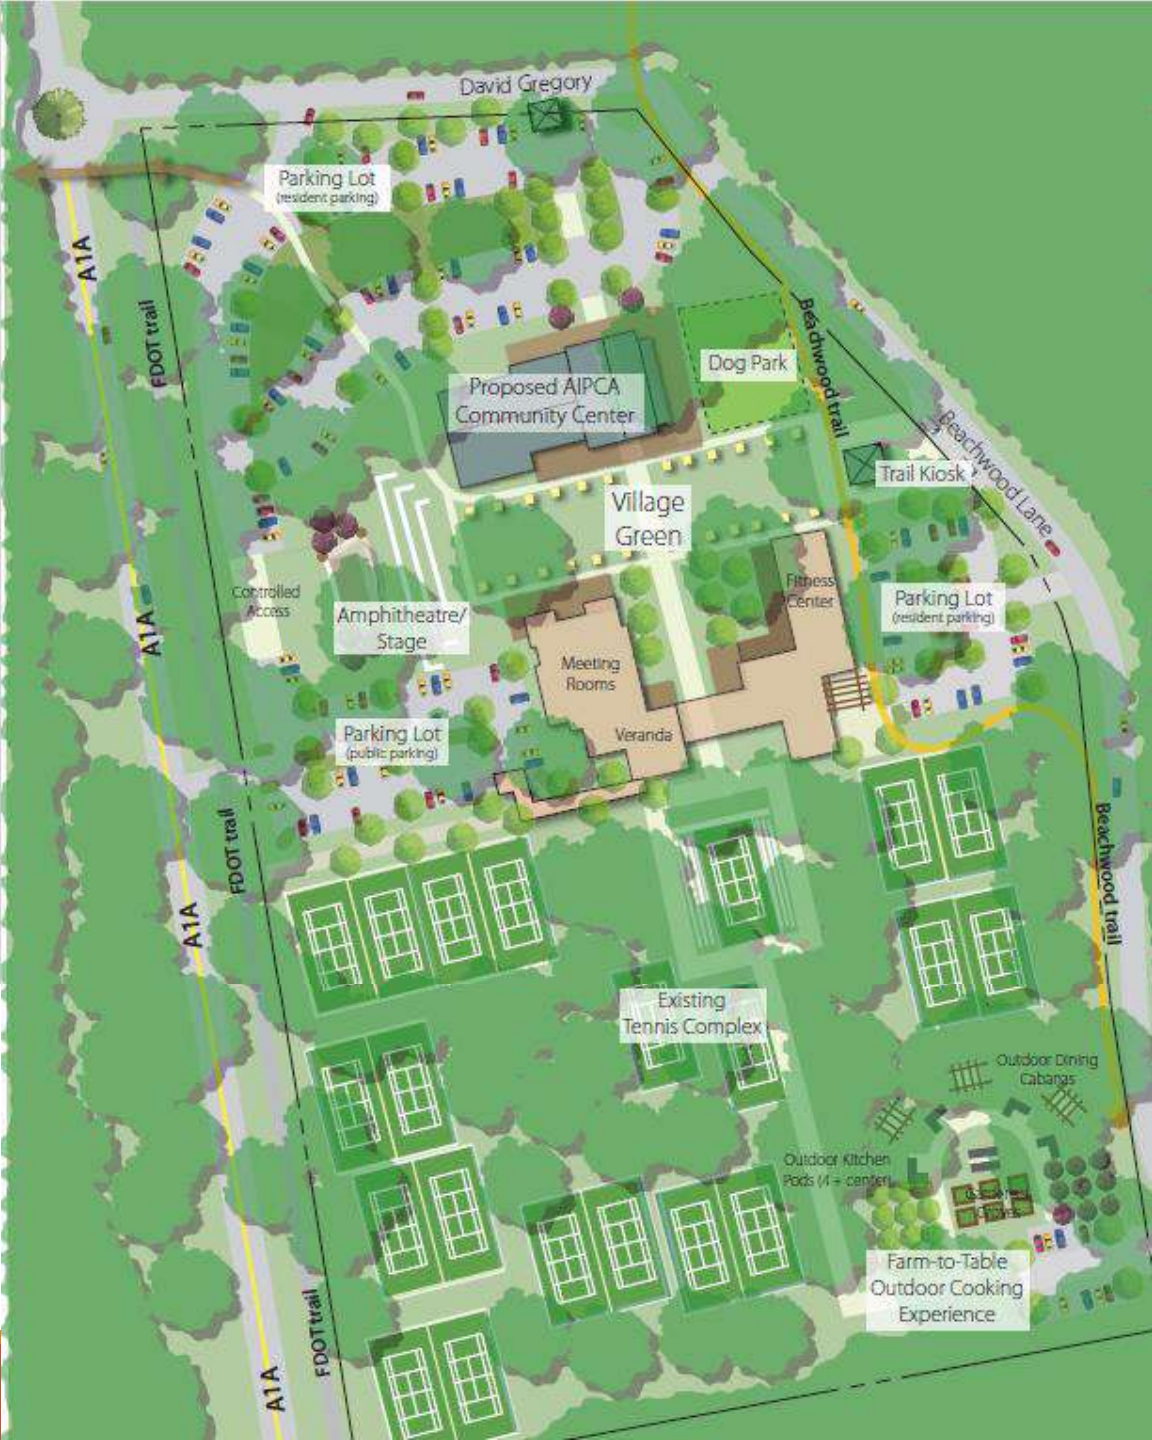 David Gregory
Parking Lot
(resident parking)
A1A
FDOT trail
Beachwood trail
Dog Park
Proposed AIPCA
Community Center
Beachwood Lane
Trail Kiosk
Village
Green
Controlled
Access
Amphitheatre/
Stage
Fitness
Center
Parking Lot
(resident parking)
A1A
Meeting
Rooms
Veranda
Parking Lot
(public parking)
FDOT trail
A1A
Beachwood trail
Existing
Tennis Complex
Outdoor Dining
Cabanas
Outdoor Kitchen
Pods (4 + center)
Farm-to-Table
Outdoor Cooking
Experience
FDOT trail
A1A